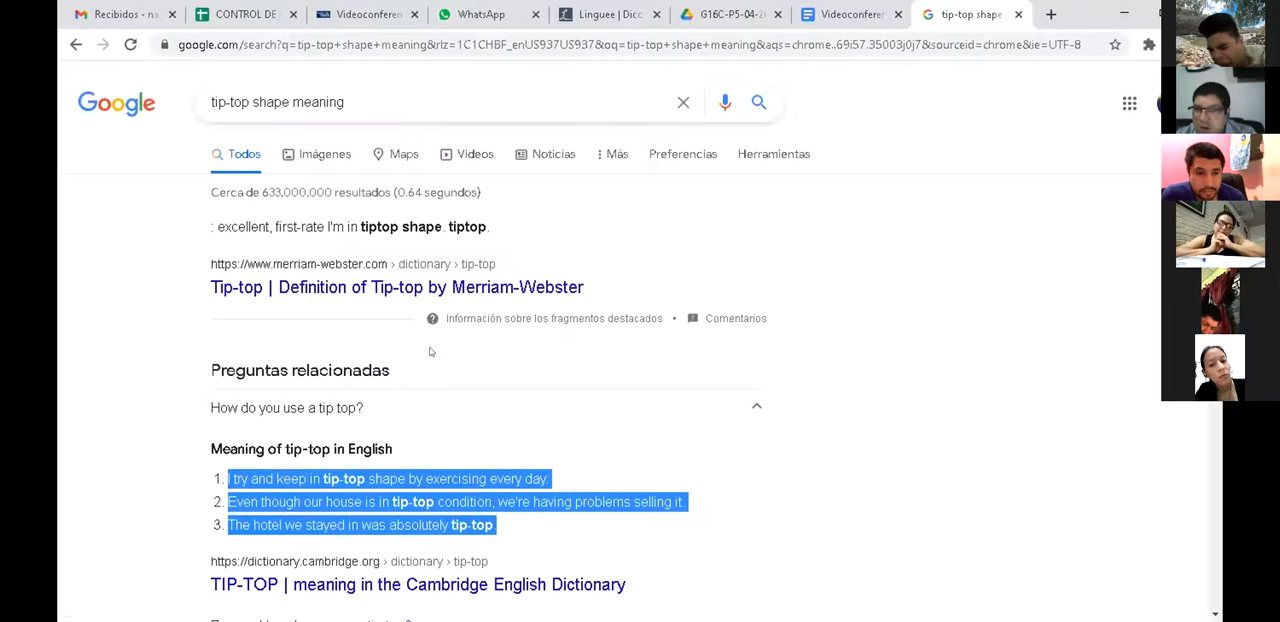 Recibidos - na
CONTROL DE
Videoconferen
WhatsApp
Linguee | Dicc
G16C-P5-04-2
Videoconferen
tip-top shape
google.com/search?q=tip-top+shape+meaning&rlz=1C1CHBF_enUS937US937&oq=tip-top+shape+meaning&aqs=chrome..69i57.35003j0j7&sourceid=chrome&ie=UTF-8
Google
tip-top shape meaning
Todos
Imágenes
Maps
Videos
Noticias
Más
Preferencias
Herramientas
Cerca de 633,000,000 resultados (0.64 segundos)
: excellent, first-rate I'm in tiptop shape. tiptop.
https://www.merriam-webster.com › dictionary › tip-top
Tip-top | Definition of Tip-top by Merriam-Webster
Información sobre los fragmentos destacados • Comentarios
Preguntas relacionadas
How do you use a tip top?
Meaning of tip-top in English
1. I try and keep in tip-top shape by exercising every day.
2. Even though our house is in tip-top condition, we're having problems selling it.
3. The hotel we stayed in was absolutely tip-top.
https://dictionary.cambridge.org › dictionary › tip-top
TIP-TOP | meaning in the Cambridge English Dictionary